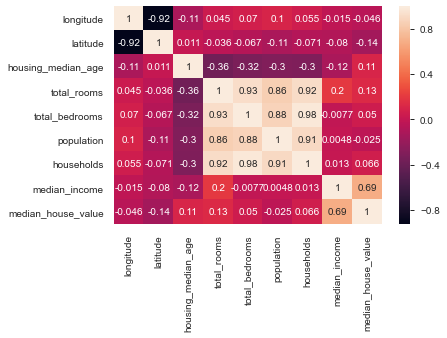 longitude 1 -0.92 -0.11 0.045 0.07 0.1 0.055 -0.015 -0.046
latitude -0.92 1 0.011 -0.036 -0.067 -0.11 -0.071 -0.08 -0.14
housing_median_age -0.11 0.011 1 -0.36 -0.32 -0.3 -0.3 -0.12 0.11
total_rooms 0.045 -0.036 -0.36 1 0.93 0.86 0.92 0.2 0.13
total_bedrooms 0.07 -0.067 -0.32 0.93 1 0.88 0.98 -0.0077 0.05
population 0.1 -0.11 -0.3 0.86 0.88 1 0.91 0.0048 -0.025
households 0.055 -0.071 -0.3 0.92 0.98 0.91 1 0.013 0.066
median_income -0.015 -0.08 -0.12 0.2 -0.0077 0.0048 0.013 1 0.69
median_house_value -0.046 -0.14 0.11 0.13 0.05 -0.025 0.066 0.69 1
longitude
latitude
housing_median_age
total_rooms
total_bedrooms
population
households
median_income
median_house_value
0.8
0.4
0.0
−0.4
−0.8